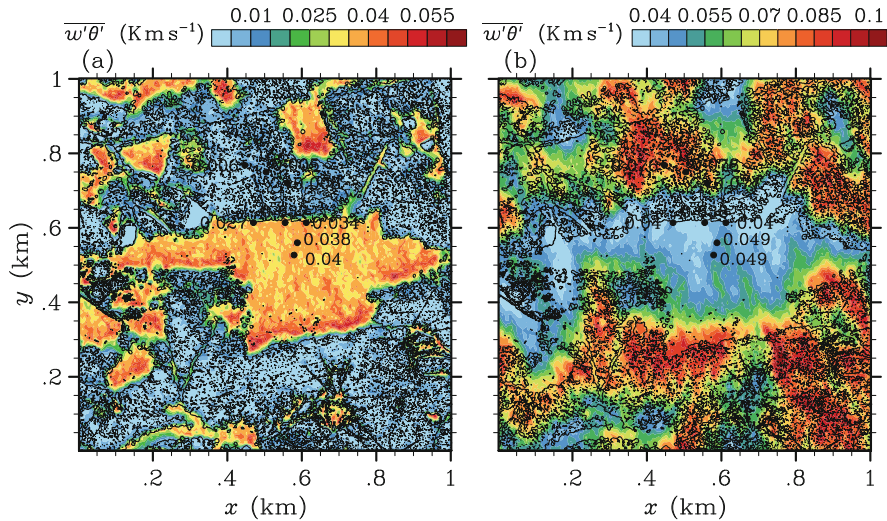 w'θ' (K m s⁻¹) 0.01 0.025 0.04 0.055
w'θ' (K m s⁻¹) 0.04 0.055 0.07 0.085 0.1
(a)
(b)
1
.8
.6
.4
.2
y (km)
0.027 0.034
0.038
0.04
0.04
0.049
0.049
.2 .4 .6 .8 1
.2 .4 .6 .8 1
x (km)
x (km)